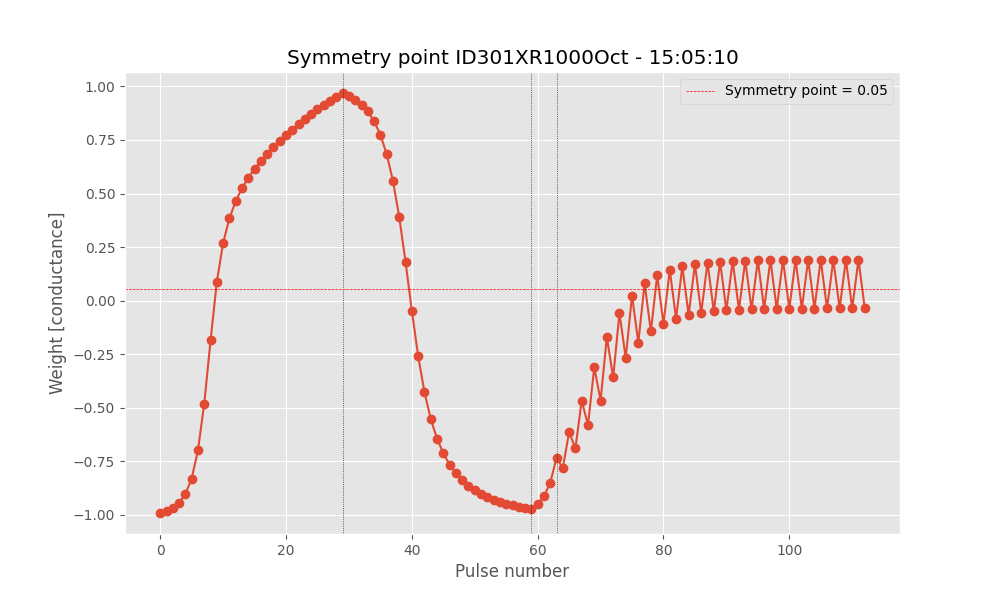 Symmetry point ID301XR1000Oct - 15:05:10
Symmetry point = 0.05
Weight [conductance]
1.00
0.75
0.50
0.25
0.00
−0.25
−0.50
−0.75
−1.00
0 20 40 60 80 100
Pulse number